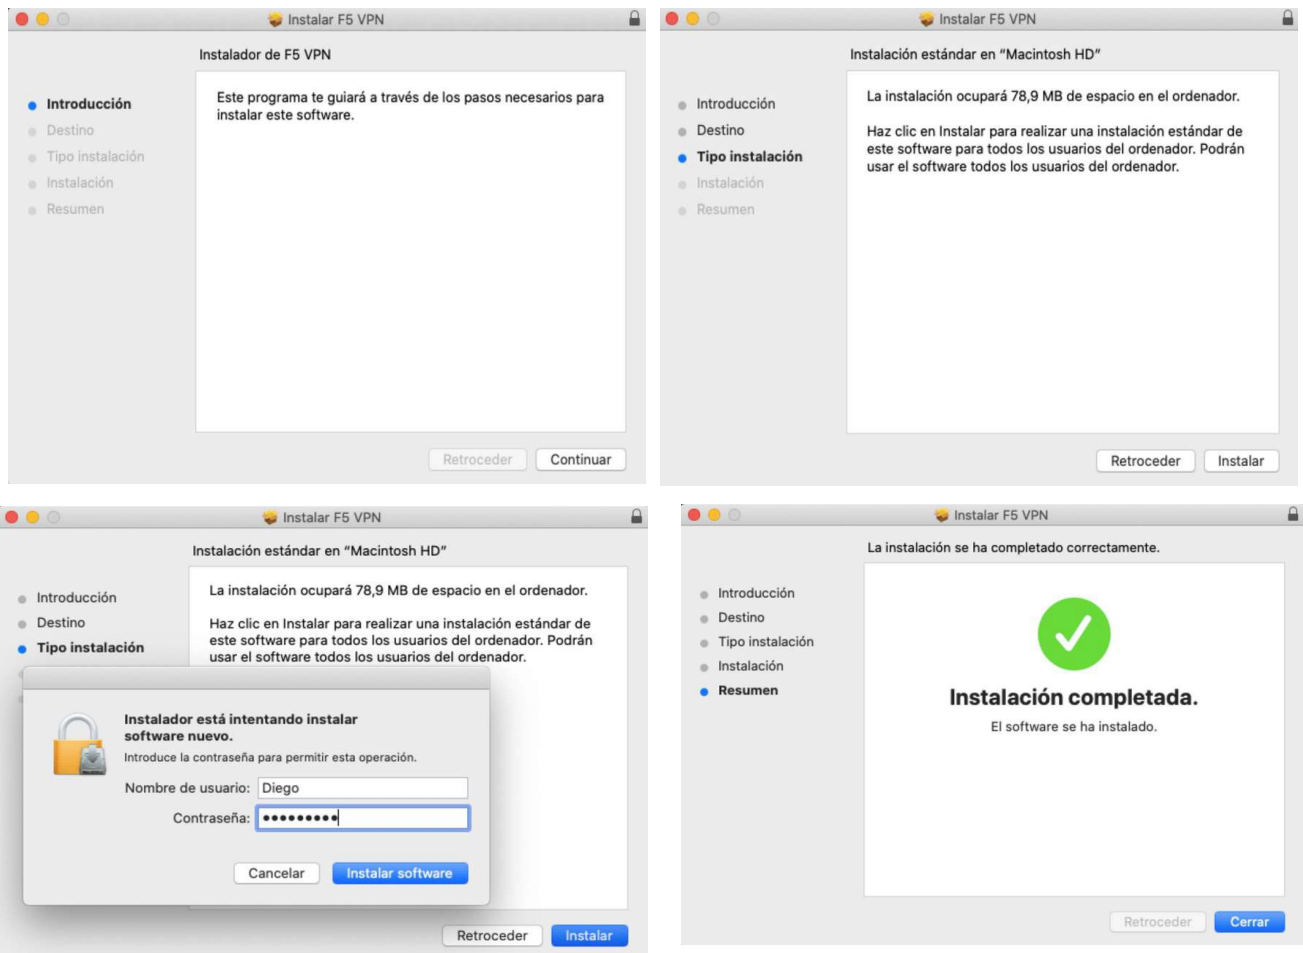 Instalar F5 VPN
Instalador de F5 VPN
Introducción
Destino
Tipo instalación
Instalación
Resumen
Este programa te guiará a través de los pasos necesarios para
instalar este software.
Retroceder
Continuar
Instalar F5 VPN
Instalación estándar en “Macintosh HD”
Introducción
Destino
Tipo instalación
Instalación
Resumen
La instalación ocupará 78,9 MB de espacio en el ordenador.
Haz clic en Instalar para realizar una instalación estándar de
este software para todos los usuarios del ordenador. Podrán
usar el software todos los usuarios del ordenador.
Retroceder
Instalar
Instalar F5 VPN
Instalación estándar en “Macintosh HD”
Introducción
Destino
Tipo instalación
La instalación ocupará 78,9 MB de espacio en el ordenador.
Haz clic en Instalar para realizar una instalación estándar de
este software para todos los usuarios del ordenador. Podrán
usar el software todos los usuarios del ordenador.
Instalador está intentando instalar
software nuevo.
Introduce la contraseña para permitir esta operación.
Nombre de usuario: Diego
Contraseña: •••••••••
Cancelar
Instalar software
Retroceder
Instalar
Instalar F5 VPN
La instalación se ha completado correctamente.
Introducción
Destino
Tipo instalación
Instalación
Resumen
Instalación completada.
El software se ha instalado.
Retroceder
Cerrar